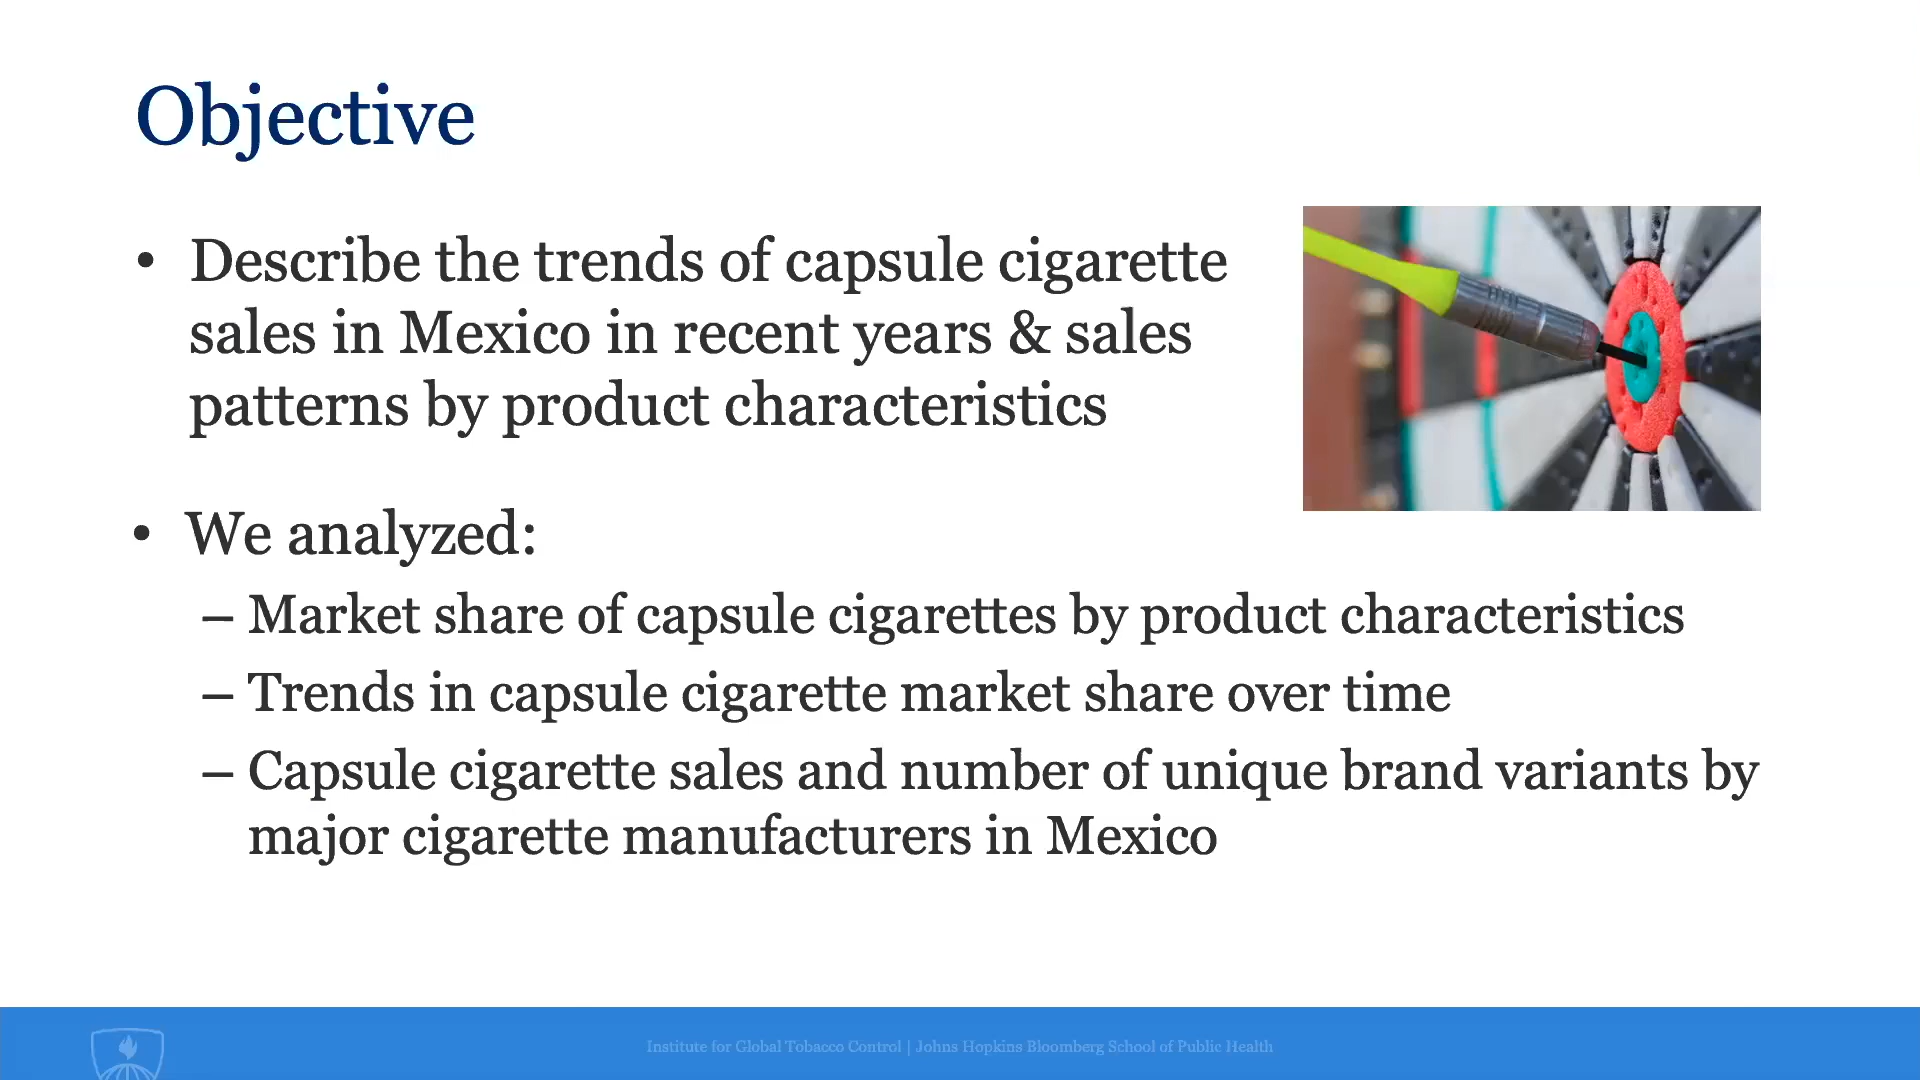 Objective
• Describe the trends of capsule cigarette
sales in Mexico in recent years & sales
patterns by product characteristics
• We analyzed:
– Market share of capsule cigarettes by product characteristics
– Trends in capsule cigarette market share over time
– Capsule cigarette sales and number of unique brand variants by
major cigarette manufacturers in Mexico
Institute for Global Tobacco Control | Johns Hopkins Bloomberg School of Public Health